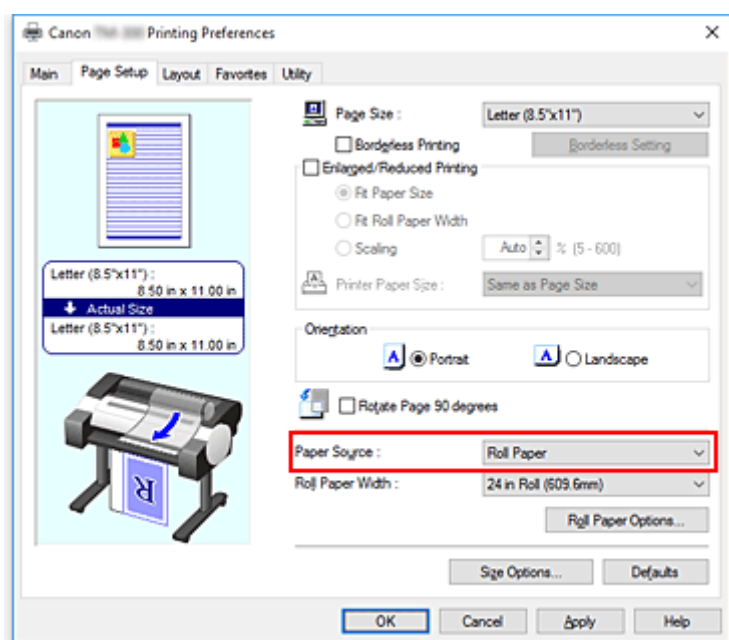 Canon Printing Preferences
Main Page Setup Layout Favorites Utility
Page Size : Letter (8.5"x11")
Borderless Printing Borderless Setting
Enlarged/Reduced Printing
Fit Paper Size
Fit Roll Paper Width
Scaling Auto % (5 - 600)
Printer Paper Size : Same as Page Size
Letter (8.5"x11") :
8.50 in x 11.00 in
Actual Size
Letter (8.5"x11") :
8.50 in x 11.00 in
Orientation
A Portrait A Landscape
Rotate Page 90 degrees
Paper Source : Roll Paper
Roll Paper Width : 24 in Roll (609.6mm)
R
Roll Paper Options...
Size Options... Defaults
OK Cancel Apply Help